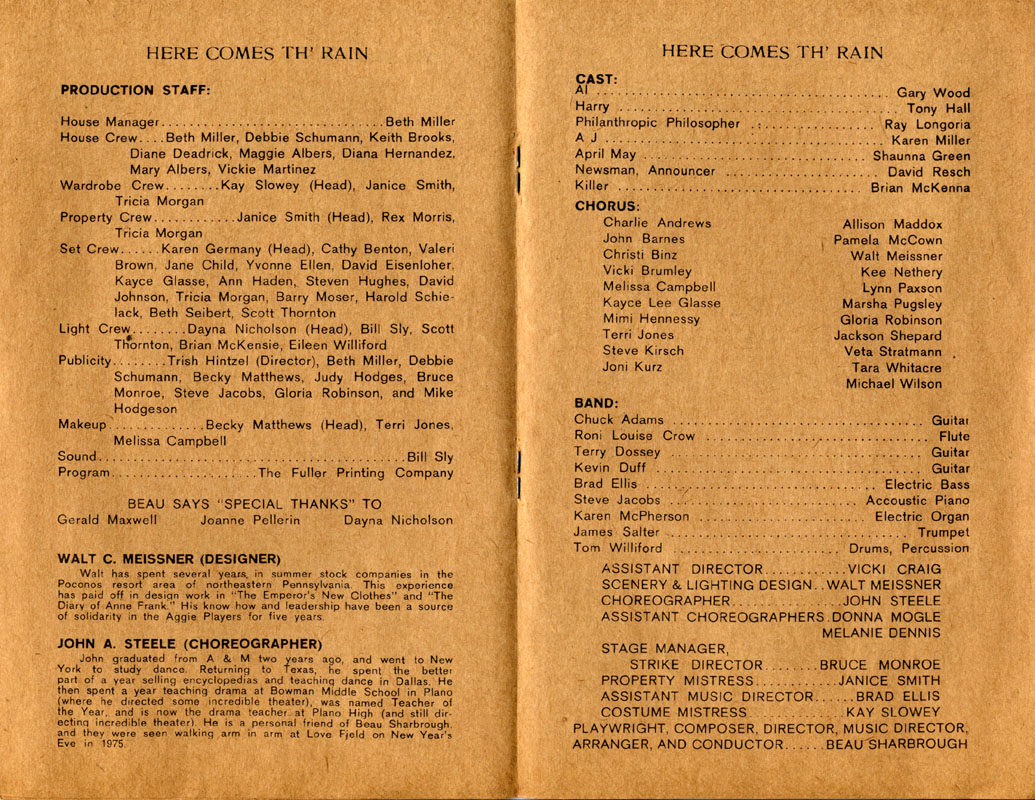 HERE COMES TH' RAIN
PRODUCTION STAFF:
House Manager..............................Beth Miller
House Crew....Beth Miller, Debbie Schumann, Keith Brooks,
Diane Deadrick, Maggie Albers, Diana Hernandez,
Mary Albers, Vickie Martinez
Wardrobe Crew........Kay Slowey (Head), Janice Smith,
Tricia Morgan
Property Crew............Janice Smith (Head), Rex Morris,
Tricia Morgan
Set Crew......Karen Germany (Head), Cathy Benton, Valeri
Brown, Jane Child, Yvonne Ellen, David Eisenloher,
Kayce Glasse, Ann Haden, Steven Hughes, David
Johnson, Tricia Morgan, Barry Moser, Harold Schie-
lack, Beth Seibert, Scott Thornton
Light Crew........Dayna Nicholson (Head), Bill Sly, Scott
Thornton, Brian McKensie, Eileen Williford
Publicity........Trish Hintzel (Director), Beth Miller, Debbie
Schumann, Becky Matthews, Judy Hodges, Bruce
Monroe, Steve Jacobs, Gloria Robinson, and Mike
Hodgeson
Makeup.............Becky Matthews (Head), Terri Jones,
Melissa Campbell
Sound..........................................Bill Sly
Program....................The Fuller Printing Company
BEAU SAYS "SPECIAL THANKS" TO
Gerald Maxwell Joanne Pellerin Dayna Nicholson
WALT C. MEISSNER (DESIGNER)
Walt has spent several years, in summer stock companies in the
Poconos resort area of northeastern Pennsylvania. This experience
has paid off in design work in "The Emperor's New Clothes" and "The
Diary of Anne Frank." His know how and leadership have been a source
of solidarity in the Aggie Players for five years.
JOHN A. STEELE (CHOREOGRAPHER)
John graduated from A & M two years ago, and went to New
York to study dance. Returning to Texas, he spent the better
part of a year selling encyclopedias and teaching dance in Dallas. He
then spent a year teaching drama at Bowman Middle School in Plano
(where he directed some incredible theater), was named Teacher of
the Year, and is now the drama teacher at Plano High (and still dir-
ecting incredible theater). He is a personal friend of Beau Sharbrough,
and they were seen walking arm in arm at Love Field on New Year's
Eve in 1975.
HERE COMES TH' RAIN
CAST:
Al ........................................ Gary Wood
Harry ..................................... Tony Hall
Philanthropic Philosopher ................ Ray Longoria
A J ....................................... Karen Miller
April May ................................ Shaunna Green
Newsman, Announcer ..................... David Resch
Killer .................................... Brian McKenna
CHORUS:
Charlie Andrews Allison Maddox
John Barnes Pamela McCown
Christi Binz Walt Meissner
Vicki Brumley Kee Nethery
Melissa Campbell Lynn Paxson
Kayce Lee Glasse Marsha Pugsley
Mimi Hennessy Gloria Robinson
Terri Jones Jackson Shepard
Steve Kirsch Veta Stratmann
Joni Kurz Tara Whitacre
Michael Wilson
BAND:
Chuck Adams .................................. Guitar
Roni Louise Crow .............................. Flute
Terry Dossey .................................. Guitar
Kevin Duff .................................... Guitar
Brad Ellis ............................... Electric Bass
Steve Jacobs ........................... Accoustic Piano
Karen McPherson ....................... Electric Organ
James Salter .................................. Trumpet
Tom Williford ...................... Drums, Percussion
ASSISTANT DIRECTOR...........VICKI CRAIG
SCENERY & LIGHTING DESIGN..WALT MEISSNER
CHOREOGRAPHER..............JOHN STEELE
ASSISTANT CHOREOGRAPHERS.DONNA MOGLE
MELANIE DENNIS
STAGE MANAGER,
STRIKE DIRECTOR........BRUCE MONROE
PROPERTY MISTRESS............JANICE SMITH
ASSISTANT MUSIC DIRECTOR......BRAD ELLIS
COSTUME MISTRESS..............KAY SLOWEY
PLAYWRIGHT, COMPOSER, DIRECTOR, MUSIC DIRECTOR,
ARRANGER, AND CONDUCTOR......BEAU SHARBROUGH